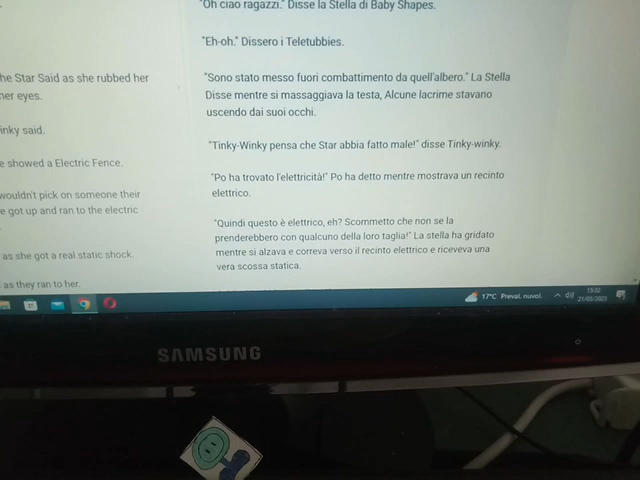 "Oh ciao ragazzi." Disse la Stella di Baby Shapes.
"Eh-oh." Dissero i Teletubbies.
"Sono stato messo fuori combattimento da quell'albero." La Stella
Disse mentre si massaggiava la testa, Alcune lacrime stavano
uscendo dai suoi occhi.
"Tinky-Winky pensa che Star abbia fatto male!" disse Tinky-winky.
"Po ha trovato l'elettricità!" Po ha detto mentre mostrava un recinto
elettrico.
"Quindi questo è elettrico, eh? Scommetto che non se la
prenderebbero con qualcuno della loro taglia!" La stella ha gridato
mentre si alzava e correva verso il recinto elettrico e riceveva una
vera scossa statica.
he Star Said as she rubbed her
her eyes.
inky said.
e showed a Electric Fence.
wouldn't pick on someone their
e got up and ran to the electric
as she got a real static shock.
as they ran to her.
17°C Preval. nuvol.
15:32
21/03/2023
SAMSUNG